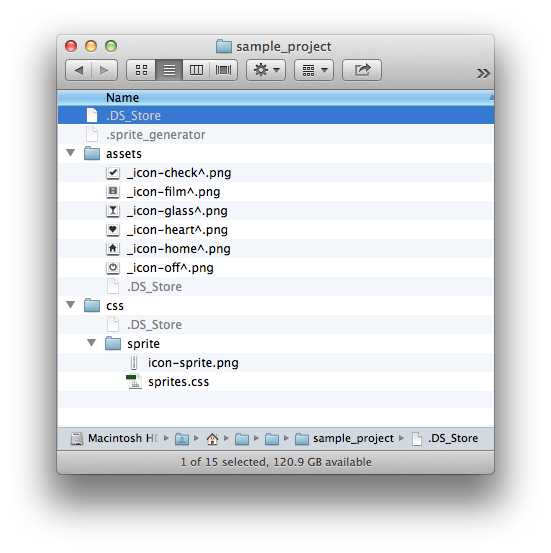 sample_project
Name
.DS_Store
.sprite_generator
assets
_icon-check^.png
_icon-film^.png
_icon-glass^.png
_icon-heart^.png
_icon-home^.png
_icon-off^.png
.DS_Store
css
.DS_Store
sprite
icon-sprite.png
sprites.css
Macintosh HD sample_project .DS_Store
1 of 15 selected, 120.9 GB available